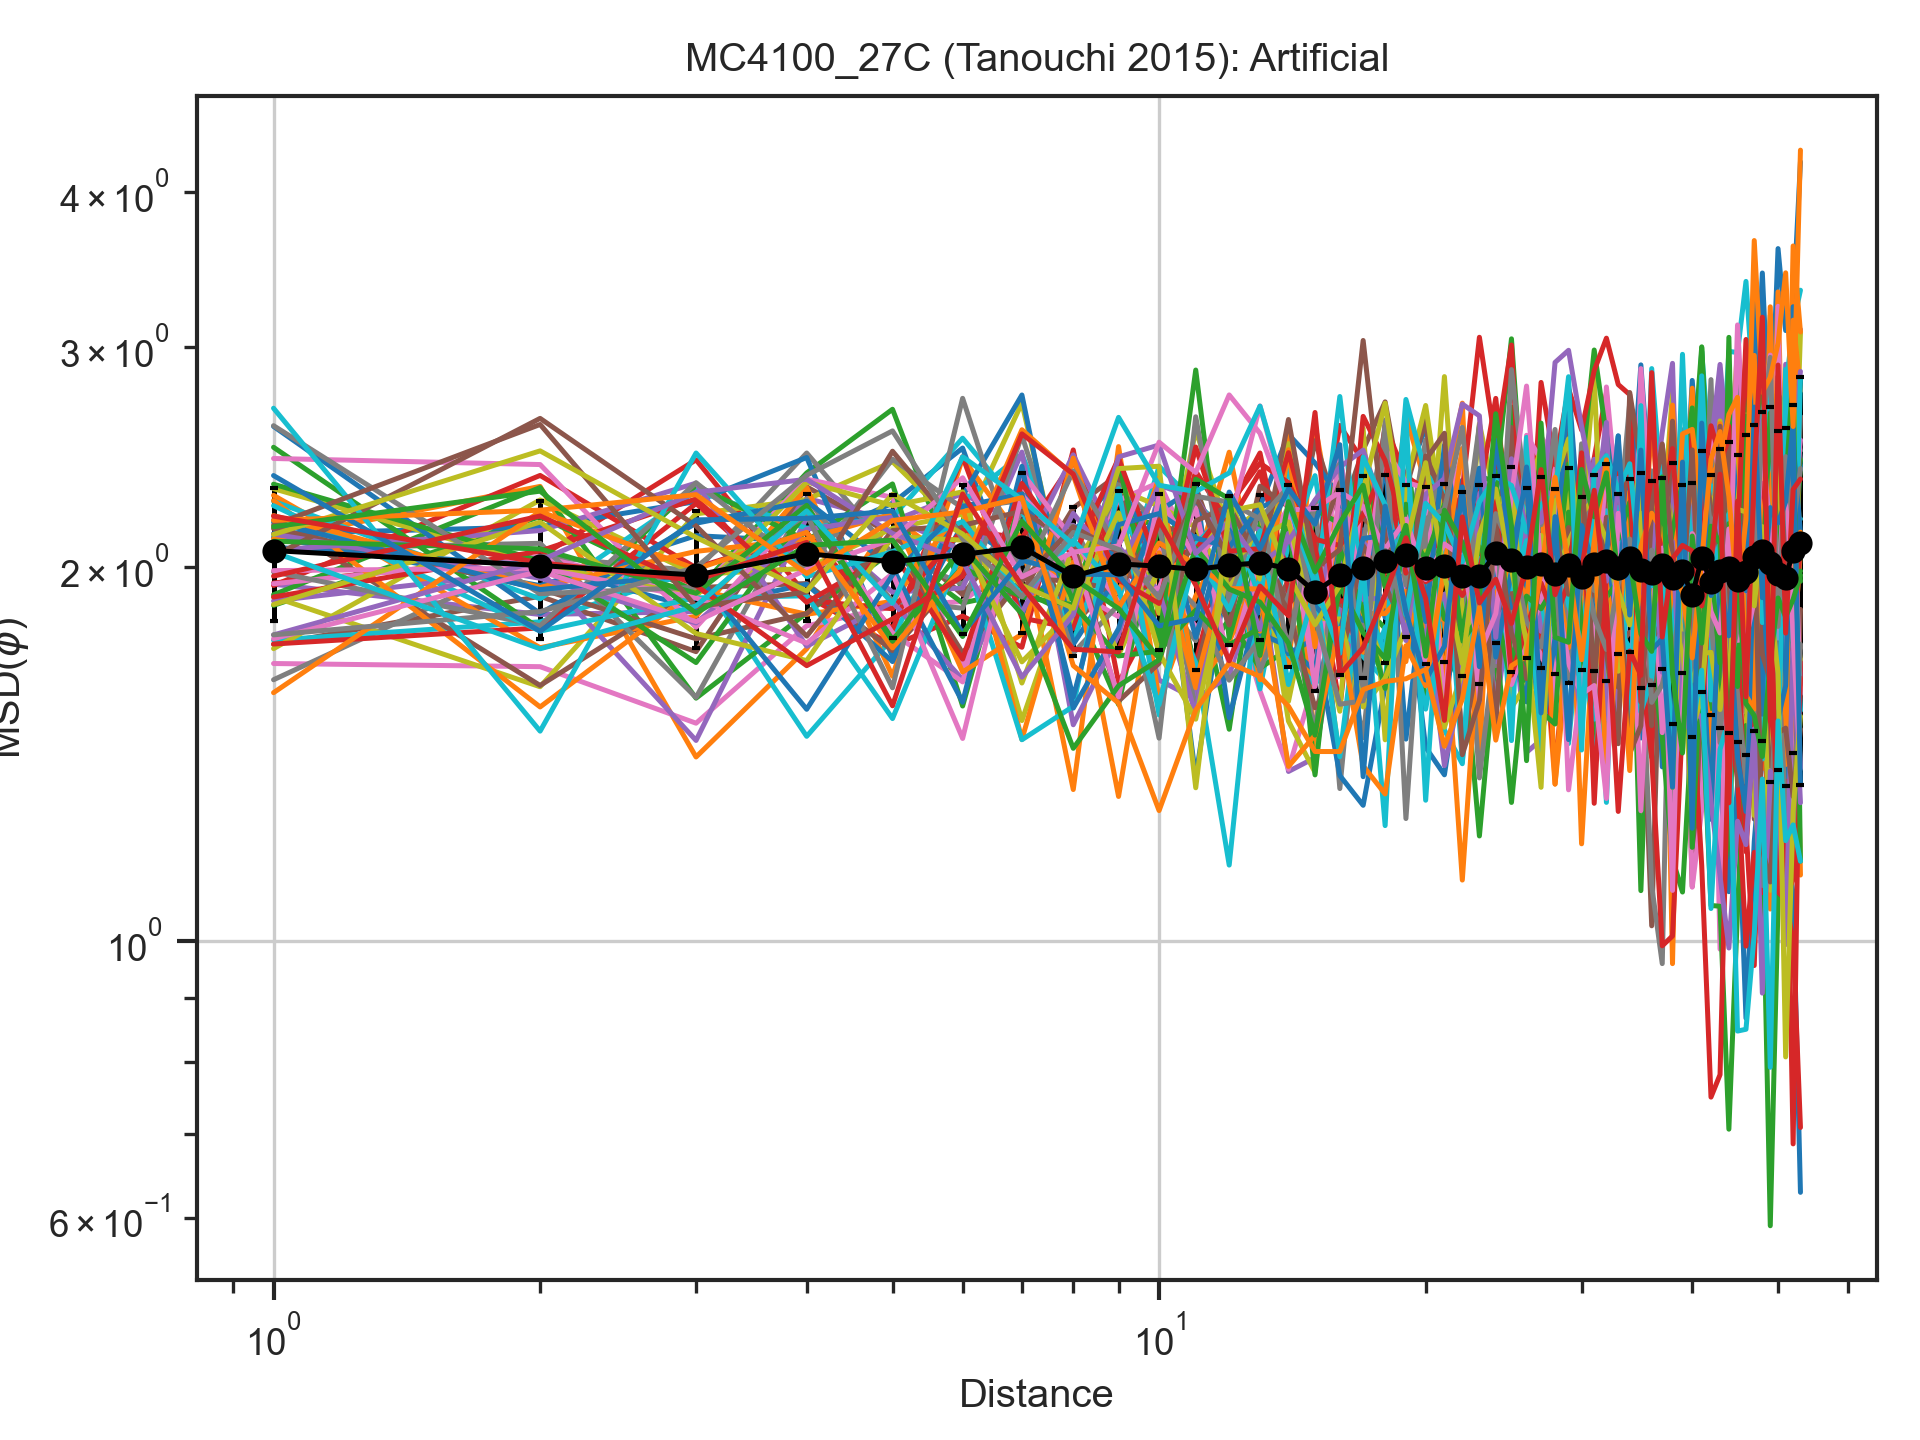 MC4100_27C (Tanouchi 2015): Artificial
MSD(ϕ)
4 × 10⁰
3 × 10⁰
2 × 10⁰
10⁰
6 × 10⁻¹
10⁰
10¹
Distance